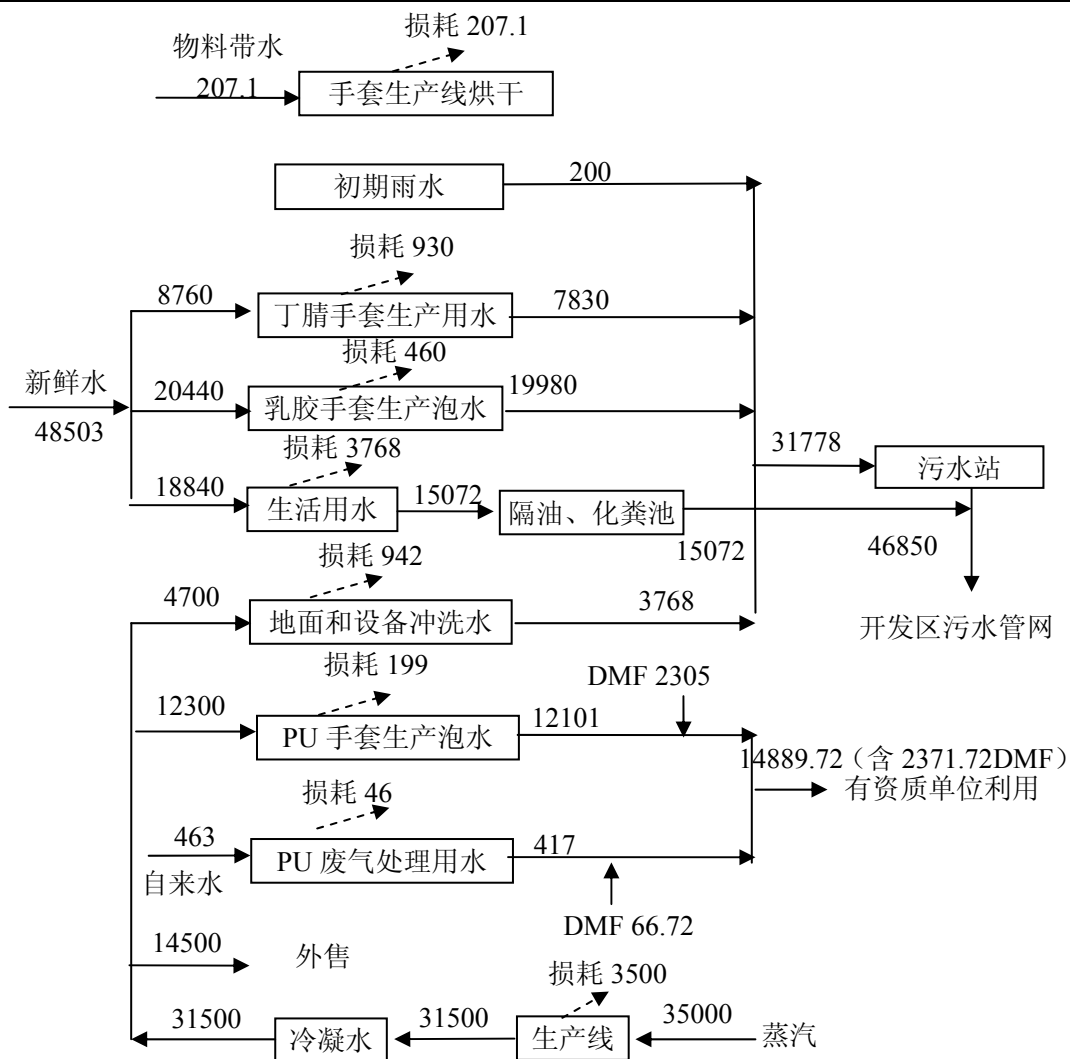 损耗 207.1
物料带水
207.1
手套生产线烘干
初期雨水
200
损耗 930
8760
丁腈手套生产用水
7830
损耗 460
新鲜水
48503
20440
乳胶手套生产泡水
19980
损耗 3768
31778
污水站
18840
生活用水
15072
隔油、化粪池
15072
46850
损耗 942
4700
地面和设备冲洗水
3768
开发区污水管网
损耗 199
DMF 2305
12300
PU 手套生产泡水
12101
14889.72（含 2371.72DMF）
有资质单位利用
损耗 46
463
自来水
PU 废气处理用水
417
DMF 66.72
14500
外售
损耗 3500
31500
冷凝水
31500
生产线
35000
蒸汽